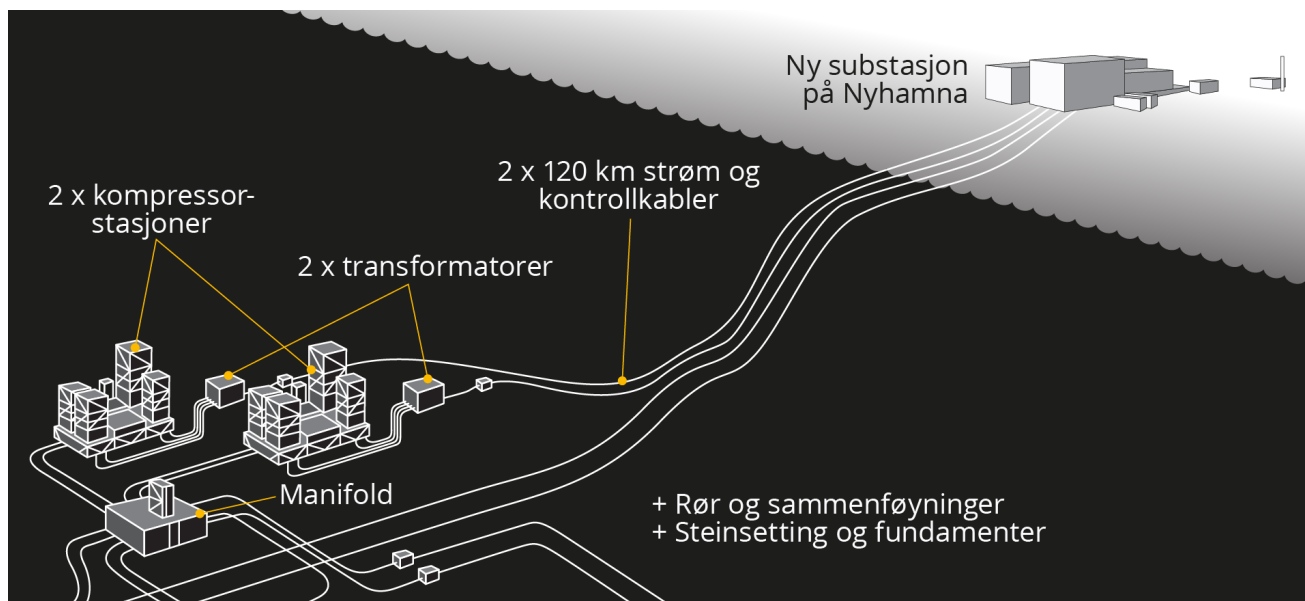 Ny substasjon
på Nyhamna
2 x 120 km strøm og
kontrollkabler
2 x kompressor-
stasjoner
2 x transformatorer
Manifold
+ Rør og sammenføyninger
+ Steinsetting og fundamenter